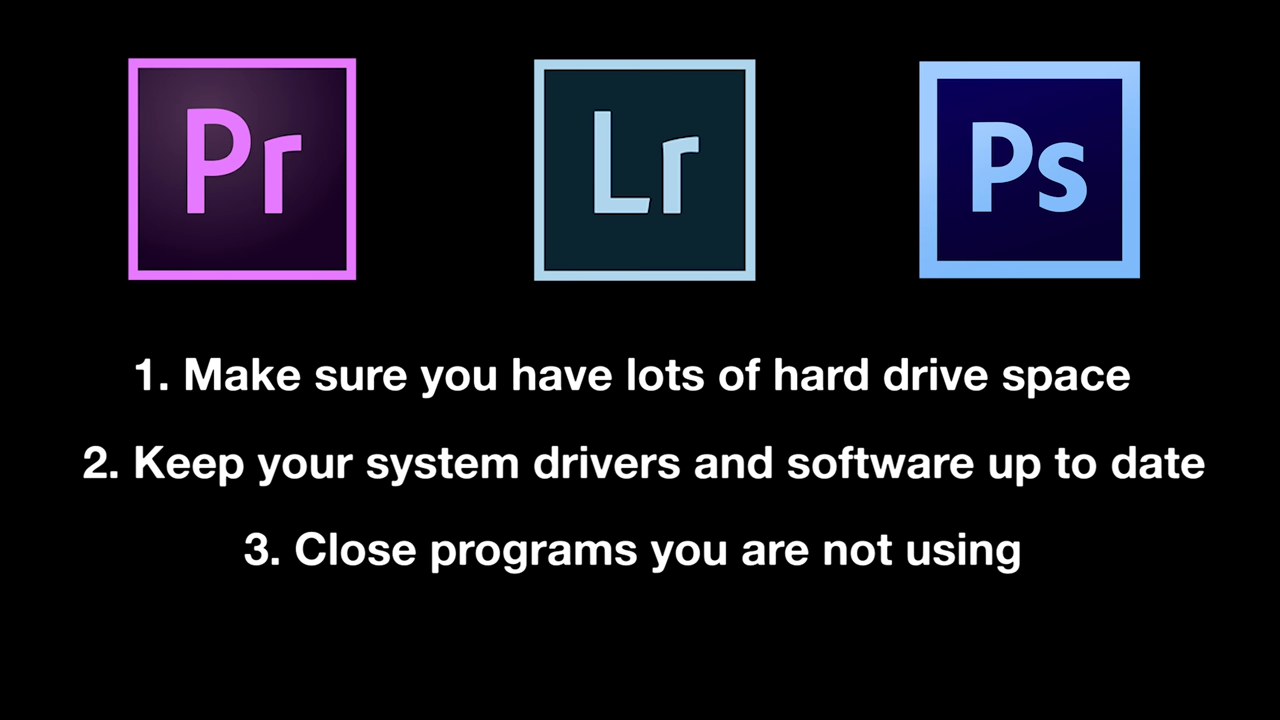 Pr Lr Ps
1. Make sure you have lots of hard drive space
2. Keep your system drivers and software up to date
3. Close programs you are not using